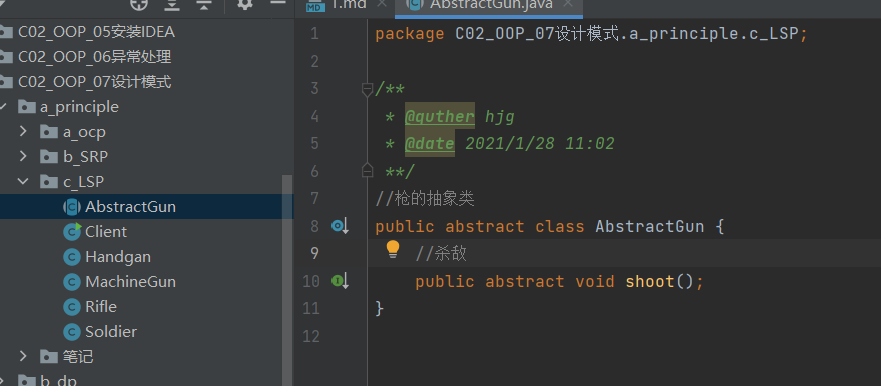 1.md
AbstractGun.java
C02_OOP_05安装IDEA
C02_OOP_06异常处理
C02_OOP_07设计模式
a_principle
a_ocp
b_SRP
c_LSP
AbstractGun
Client
Handgan
MachineGun
Rifle
Soldier
笔记
b_dp
1 package C02_OOP_07设计模式.a_principle.c_LSP;
2
3 /**
4 * @quther hjg
5 * @date 2021/1/28 11:02
6 **/
7 //枪的抽象类
8 public abstract class AbstractGun {
9 //杀敌
10 public abstract void shoot();
11 }
12